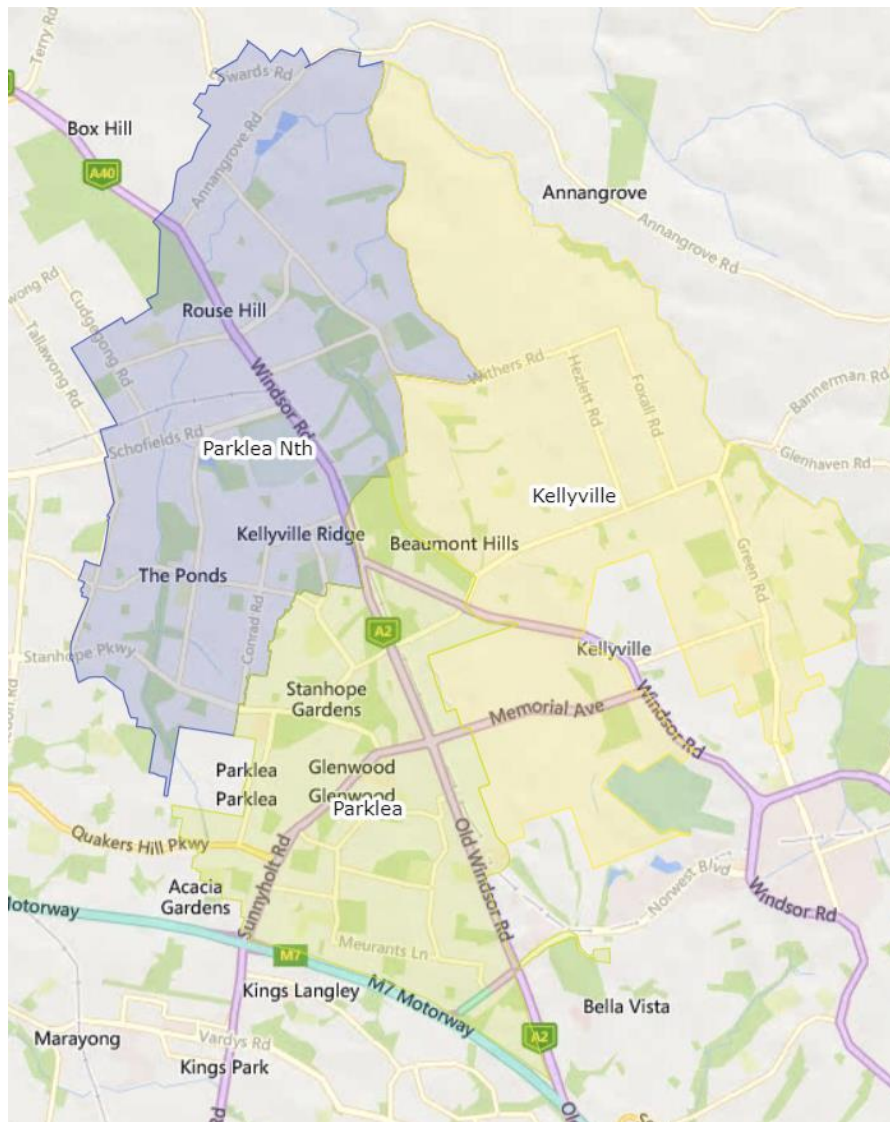 Terry Rd
Edwards Rd
Box Hill
Annangrove Rd
A40
Annangrove
Annangrove Rd
Tallawong Rd
Cudgegong Rd
Rouse Hill
Windsor Rd
Withers Rd
Hezlett Rd
Foxall Rd
Bannerman Rd
Schofields Rd
Parklea Nth
Glenhaven Rd
Kellyville
Kellyville Ridge
Beaumont Hills
Green Rd
The Ponds
Conrad Rd
A2
Stanhope Pkwy
Kellyville
Stanhope
Gardens
Memorial Ave
Windsor Rd
Parklea
Glenwood
Parklea
Glenwood
Parklea
Quakers Hill Pkwy
Old Windsor Rd
Sunnyholt Rd
Norwest Blvd
Acacia
Gardens
Windsor Rd
Motorway
Meurants Ln
M7
Kings Langley
M7 Motorway
Bella Vista
Marayong
Vardys Rd
A2
Kings Park
Rd